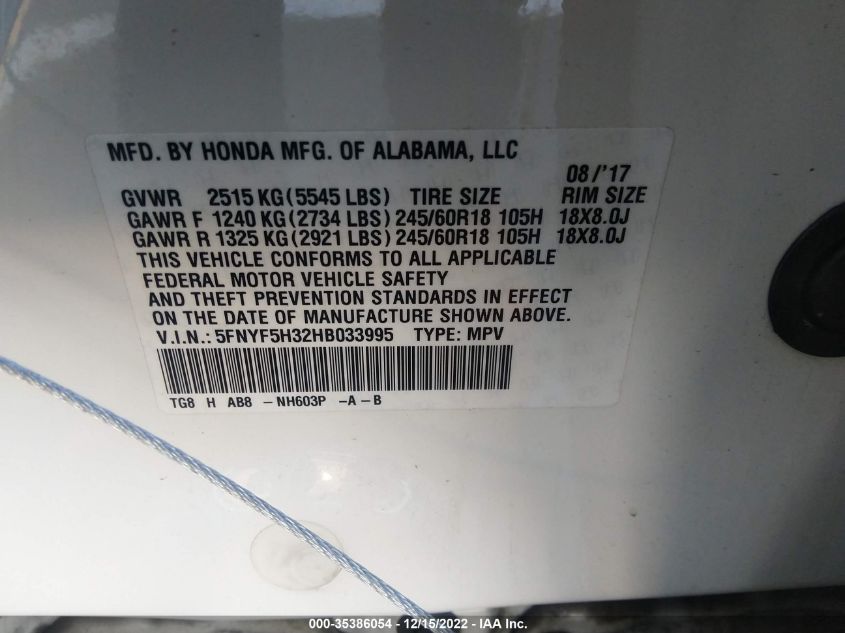 MFD. BY HONDA MFG. OF ALABAMA, LLC
08/'17
GVWR 2515 KG (5545 LBS) TIRE SIZE RIM SIZE
GAWR F 1240 KG (2734 LBS) 245/60R18 105H 18X8.0J
GAWR R 1325 KG (2921 LBS) 245/60R18 105H 18X8.0J
THIS VEHICLE CONFORMS TO ALL APPLICABLE
FEDERAL MOTOR VEHICLE SAFETY
AND THEFT PREVENTION STANDARDS IN EFFECT
ON THE DATE OF MANUFACTURE SHOWN ABOVE.
V.I.N.: 5FNYF5H32HB033995 TYPE: MPV
TG8 H AB8 - NH603P - A - B
000-35386054 - 12/15/2022 - IAA Inc.